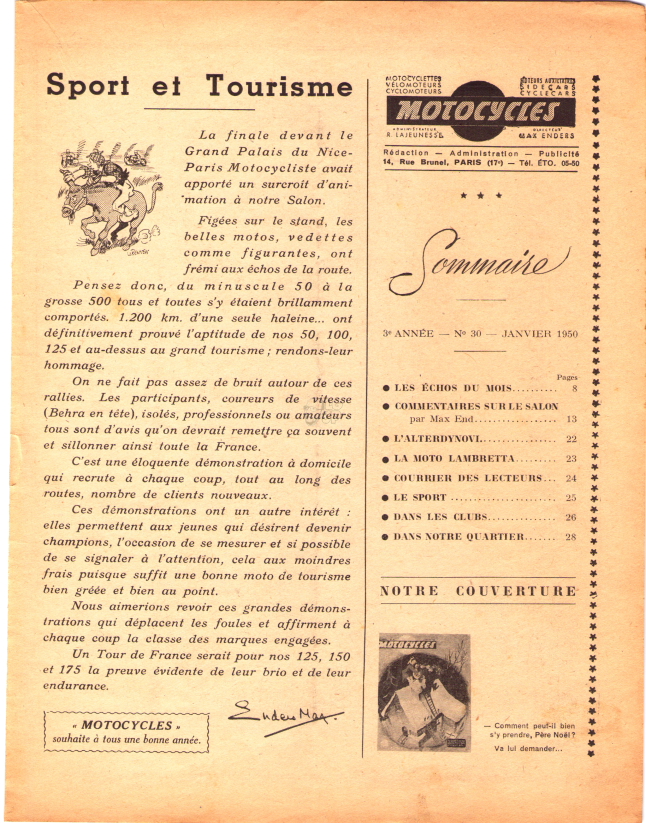 Sport et Tourisme
La finale devant le
Grand Palais du Nice-
Paris Motocycliste avait
apporté un surcroît d'ani-
mation à notre Salon.
Figées sur le stand, les
belles motos, vedettes
comme figurantes, ont
frémi aux échos de la route.
Pensez donc, du minuscule 50 à la
grosse 500 tous et toutes s'y étaient brillamment
comportés. 1.200 km. d'une seule haleine... ont
définitivement prouvé l'aptitude de nos 50, 100,
125 et au-dessus au grand tourisme ; rendons-leur
hommage.
On ne fait pas assez de bruit autour de ces
rallies. Les participants, coureurs de vitesse
(Behra en tête), isolés, professionnels ou amateurs
tous sont d'avis qu'on devrait remettre ça souvent
et sillonner ainsi toute la France.
C'est une éloquente démonstration à domicile
qui recrute à chaque coup, tout au long des
routes, nombre de clients nouveaux.
Ces démonstrations ont un autre intérêt :
elles permettent aux jeunes qui désirent devenir
champions, l'occasion de se mesurer et si possible
de se signaler à l'attention, cela aux moindres
frais puisque suffit une bonne moto de tourisme
bien gréée et bien au point.
Nous aimerions revoir ces grandes démons-
trations qui déplacent les foules et affirment à
chaque coup la classe des marques engagées.
Un Tour de France serait pour nos 125, 150
et 175 la preuve évidente de leur brio et de leur
endurance.
Enders Max.
« MOTOCYCLES »
souhaite à tous une bonne année.
MOTOCYCLETTES
VÉLOMOTEURS
CYCLOMOTEURS
MOTEURS AUXILIAIRES
SIDECARS
CYCLECARS
MOTOCYCLES
ADMINISTRATEUR
R. LAJEUNESSE
DIRECTEUR
MAX ENDERS
Rédaction — Administration — Publicité
14, Rue Brunel, PARIS (17e) — Tél. ÉTO. 05-50
Sommaire
3e ANNÉE — No 30 — JANVIER 1950
Pages
LES ÉCHOS DU MOIS.......... 8
COMMENTAIRES SUR LE SALON
par Max End................. 13
L'ALTERDYNOVI............... 22
LA MOTO LAMBRETTA........ 23
COURRIER DES LECTEURS... 24
LE SPORT .................... 25
DANS LES CLUBS.............. 26
DANS NOTRE QUARTIER....... 28
NOTRE COUVERTURE
MOTOCYCLES
— Comment peut-il bien
s'y prendre, Père Noël ?
Va lui demander...